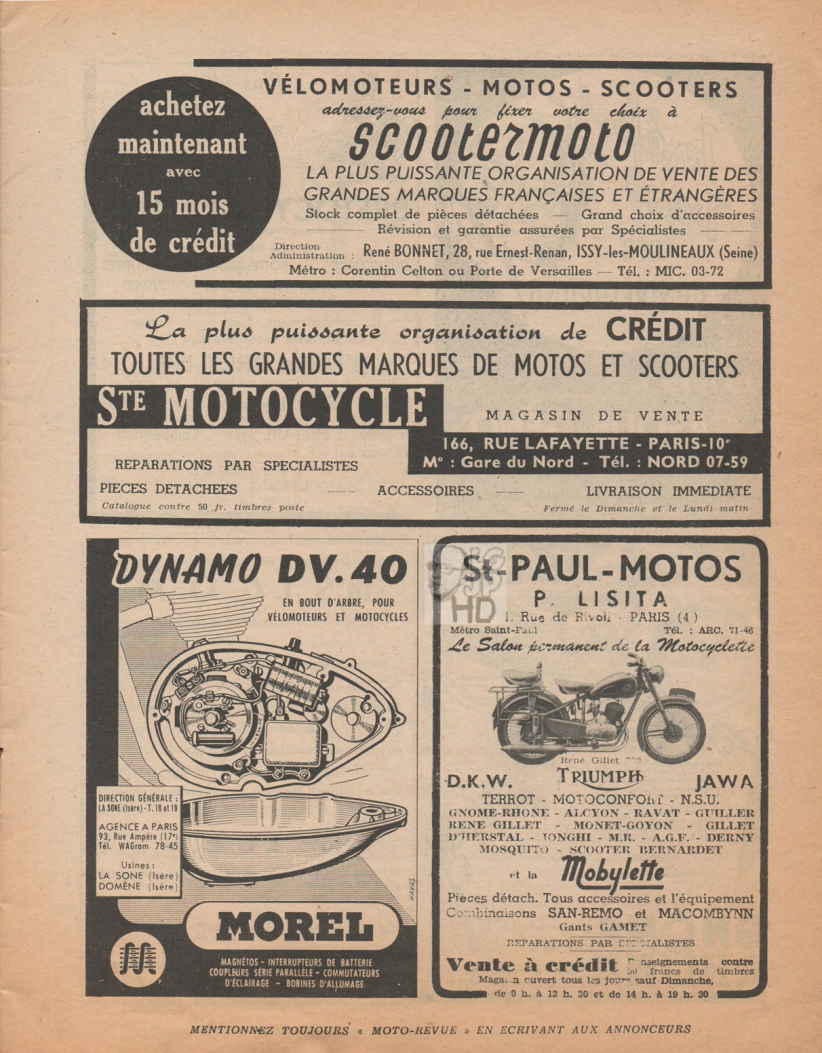 achetez
maintenant
avec
15 mois
de crédit
VÉLOMOTEURS - MOTOS - SCOOTERS
adressez-vous pour fixer votre choix à
scootermoto
LA PLUS PUISSANTE ORGANISATION DE VENTE DES
GRANDES MARQUES FRANÇAISES ET ÉTRANGÈRES
Stock complet de pièces détachées — Grand choix d'accessoires
Révision et garantie assurées par Spécialistes
Direction
Administration : René BONNET, 28, rue Ernest-Renan, ISSY-les-MOULINEAUX (Seine)
Métro : Corentin Celton ou Porte de Versailles — Tél. : MIC. 03-72
La plus puissante organisation de CRÉDIT
TOUTES LES GRANDES MARQUES DE MOTOS ET SCOOTERS
STE MOTOCYCLE
MAGASIN DE VENTE
166, RUE LAFAYETTE - PARIS-10e
Mo : Gare du Nord - Tél. : NORD 07-59
REPARATIONS PAR SPECIALISTES
PIECES DETACHEES — ACCESSOIRES — LIVRAISON IMMEDIATE
Catalogue contre 50 fr. timbres poste
Fermé le Dimanche et le Lundi matin
DYNAMO DV.40
EN BOUT D'ARBRE, POUR
VÉLOMOTEURS ET MOTOCYCLES
DIRECTION GÉNÉRALE :
LA SONE (Isère) - T. 18 et 19
AGENCE A PARIS
93, Rue Ampère (17e)
Tél. WAGram 78-45
Usines :
LA SONE (Isère)
DOMÈNE (Isère)
HAVAS
MOREL
MAGNÉTOS - INTERRUPTEURS DE BATTERIE
COUPLEURS SÉRIE PARALLÈLE - COMMUTATEURS
D'ÉCLAIRAGE - BOBINES D'ALLUMAGE
HD
St-PAUL-MOTOS
P. LISITA
1, Rue de Rivoli - PARIS (4e)
Métro Saint-Paul Tél. : ARC. 71-46
Le Salon permanent de la Motocyclette
René Gillet
D.K.W. TRIUMPH JAWA
TERROT - MOTOCONFORT - N.S.U.
GNOME-RHONE - ALCYON - RAVAT - GUILLER
RENE GILLET - MONET-GOYON - GILLET
D'HERSTAL - JONGHI - M.R. - A.G.F. - DERNY
MOSQUITO - SCOOTER BERNARDET
et la Mobylette
Pièces détach. Tous accessoires et l'équipement
Combinaisons SAN-REMO et MACOMBYNN
Gants GAMET
REPARATIONS PAR SPECIALISTES
Vente à crédit Renseignements contre
50 francs de timbres
Magasin ouvert tous les jours sauf Dimanche,
de 9 h. à 12 h. 30 et de 14 h. à 19 h. 30
MENTIONNEZ TOUJOURS « MOTO-REVUE » EN ECRIVANT AUX ANNONCEURS